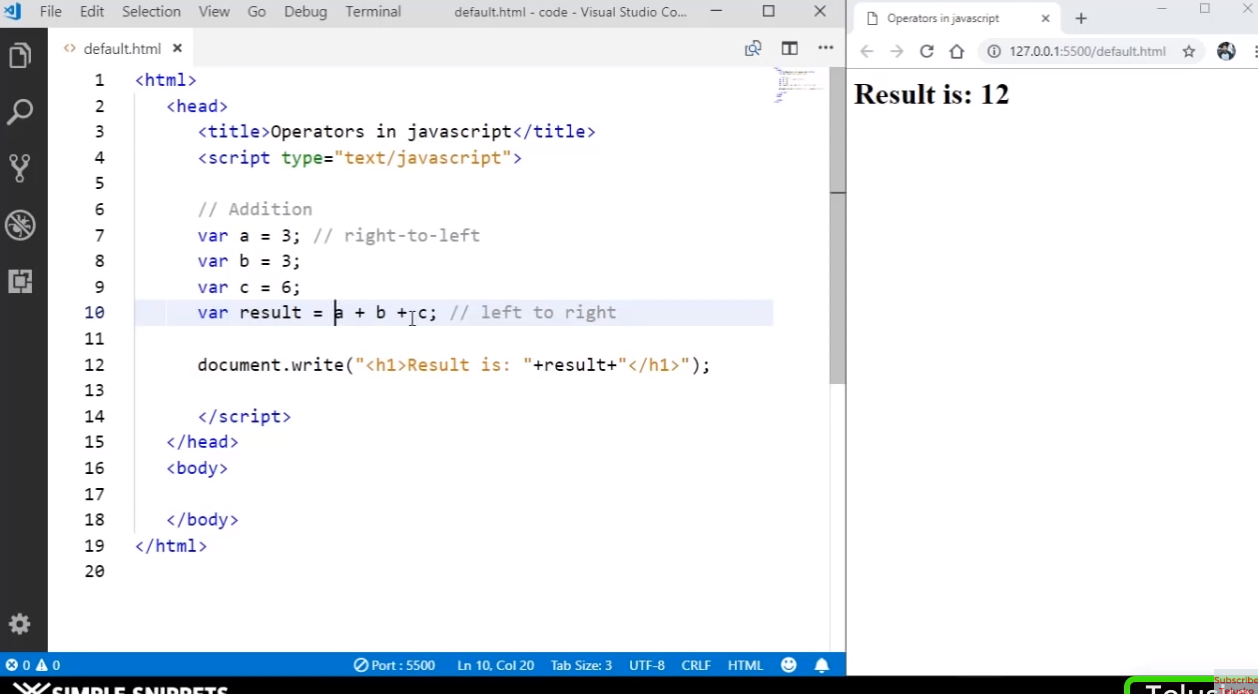 File Edit Selection View Go Debug Terminal default.html - code - Visual Studio Co...
default.html
1 <html>
2 <head>
3 <title>Operators in javascript</title>
4 <script type="text/javascript">
5
6 // Addition
7 var a = 3; // right-to-left
8 var b = 3;
9 var c = 6;
10 var result = a + b + c; // left to right
11
12 document.write("<h1>Result is: "+result+"</h1>");
13
14 </script>
15 </head>
16 <body>
17
18 </body>
19 </html>
20
0 0 Port : 5500 Ln 10, Col 20 Tab Size: 3 UTF-8 CRLF HTML
Operators in javascript
127.0.0.1:5500/default.html
Result is: 12
SIMPLE SNIPPETS
Subscribe